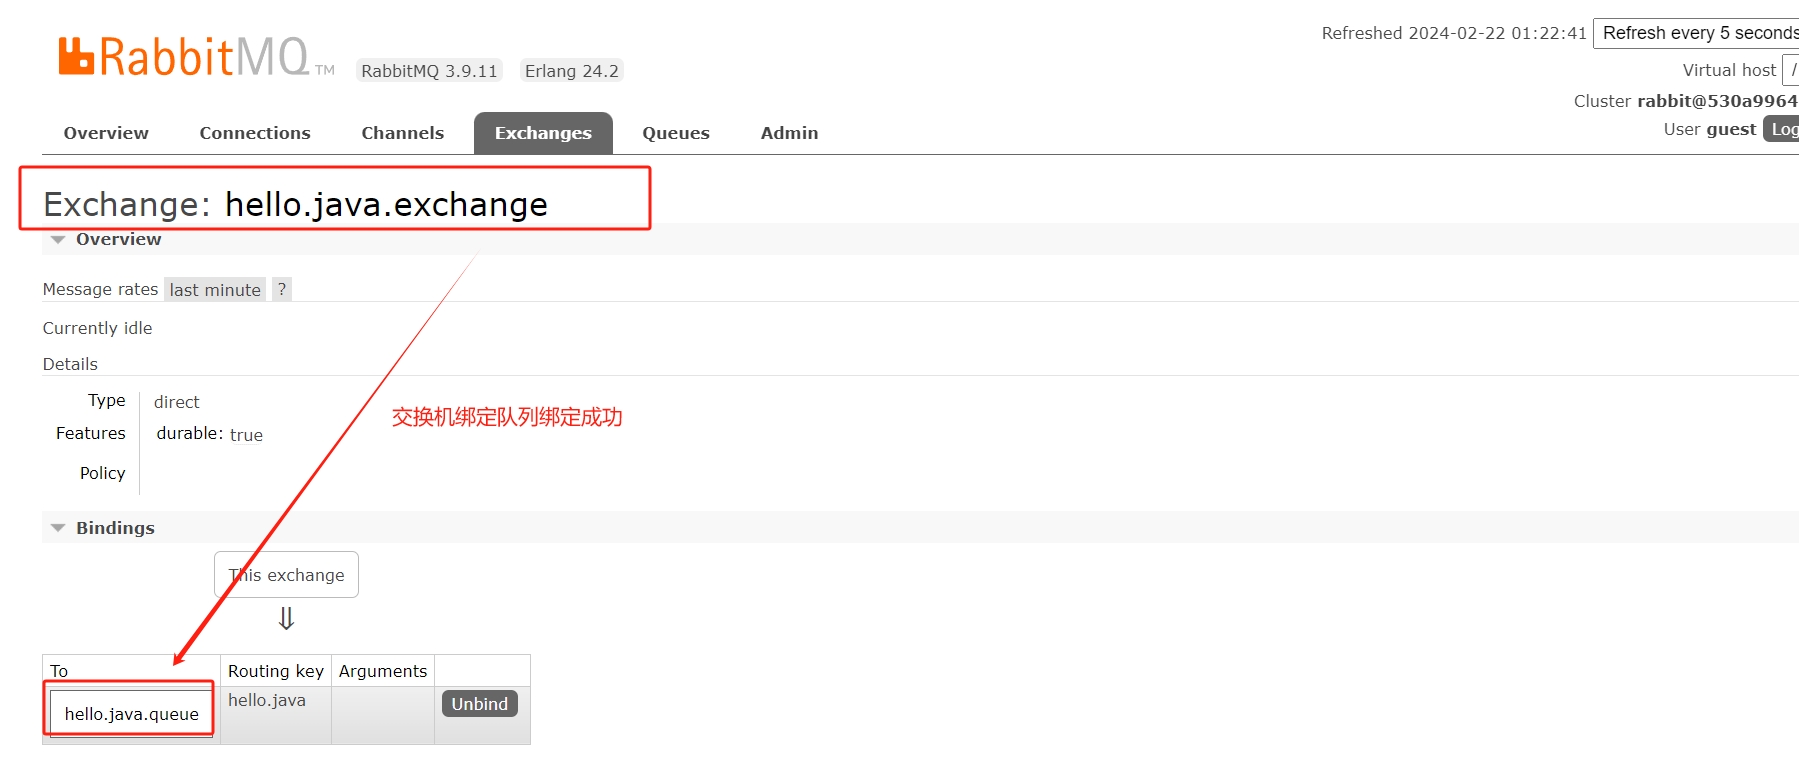 RabbitMQ TM RabbitMQ 3.9.11 Erlang 24.2
Refreshed 2024-02-22 01:22:41 Refresh every 5 seconds
Virtual host /
Cluster rabbit@530a9964
User guest Log
Overview Connections Channels Exchanges Queues Admin
Exchange: hello.java.exchange
Overview
Message rates last minute ?
Currently idle
Details
Type direct
Features durable: true
Policy
交换机绑定队列绑定成功
Bindings
This exchange
⇓
To Routing key Arguments
hello.java.queue hello.java Unbind